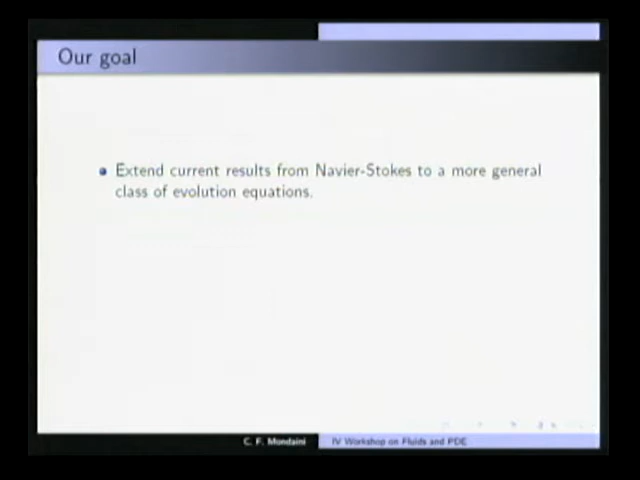 Our goal
Extend current results from Navier-Stokes to a more general
class of evolution equations.
C. F. Mondaini
IV Workshop on Fluids and PDE